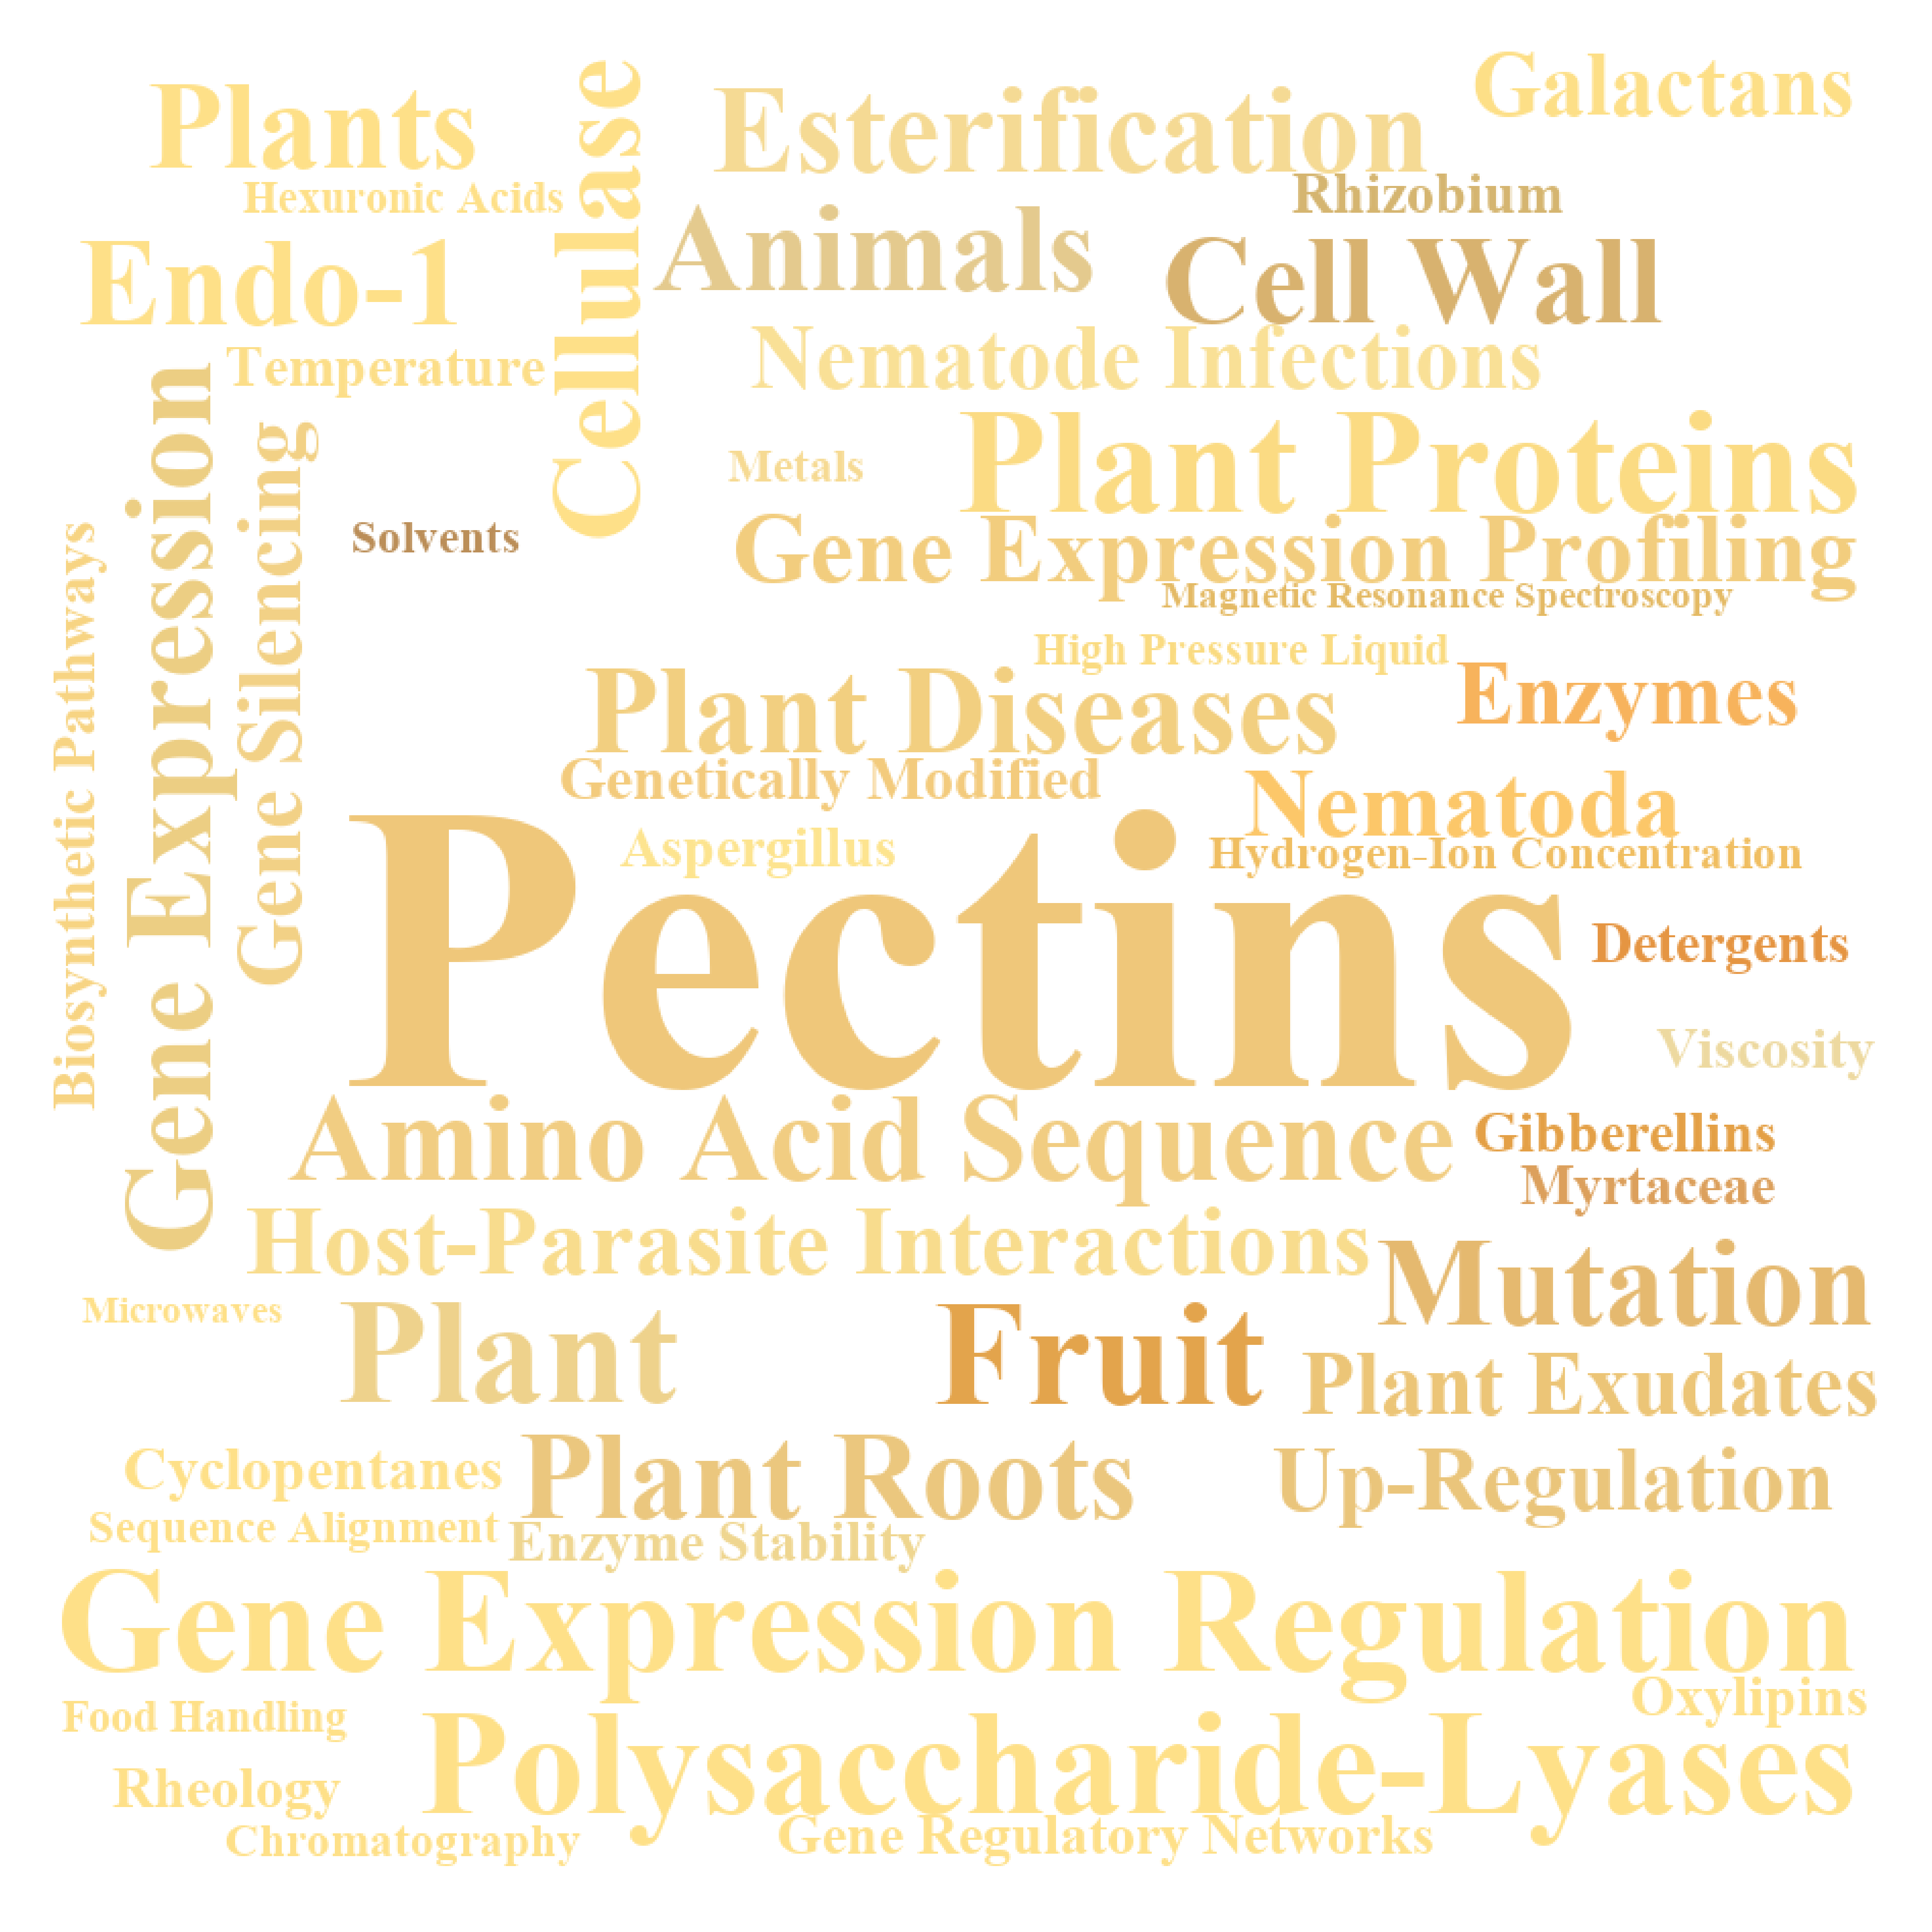 Plants
Esterification
Galactans
Hexuronic Acids
Cellulase
Rhizobium
Animals
Cell Wall
Endo-1
Temperature
Nematode Infections
Metals
Plant Proteins
Gene Expression
Gene Silencing
Biosynthetic Pathways
Solvents
Gene Expression Profiling
Magnetic Resonance Spectroscopy
High Pressure Liquid
Plant Diseases
Enzymes
Genetically Modified
Nematoda
Aspergillus
Hydrogen-Ion Concentration
Pectins
Detergents
Viscosity
Amino Acid Sequence
Gibberellins
Myrtaceae
Host-Parasite Interactions
Mutation
Microwaves
Plant
Fruit
Plant Exudates
Cyclopentanes
Plant Roots
Up-Regulation
Sequence Alignment
Enzyme Stability
Gene Expression Regulation
Oxylipins
Food Handling
Polysaccharide-Lyases
Rheology
Chromatography
Gene Regulatory Networks